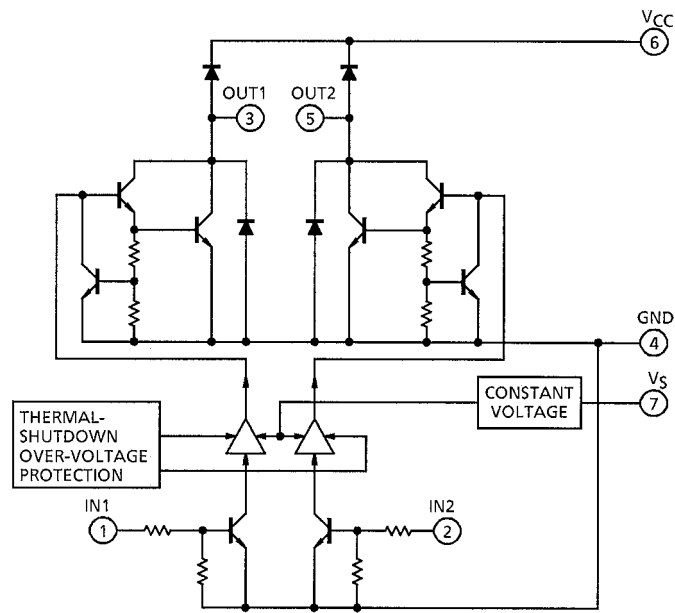 VCC
6
OUT1
OUT2
3
5
GND
4
VS
7
CONSTANT
VOLTAGE
THERMAL-
SHUTDOWN
OVER-VOLTAGE
PROTECTION
IN1
IN2
1
2